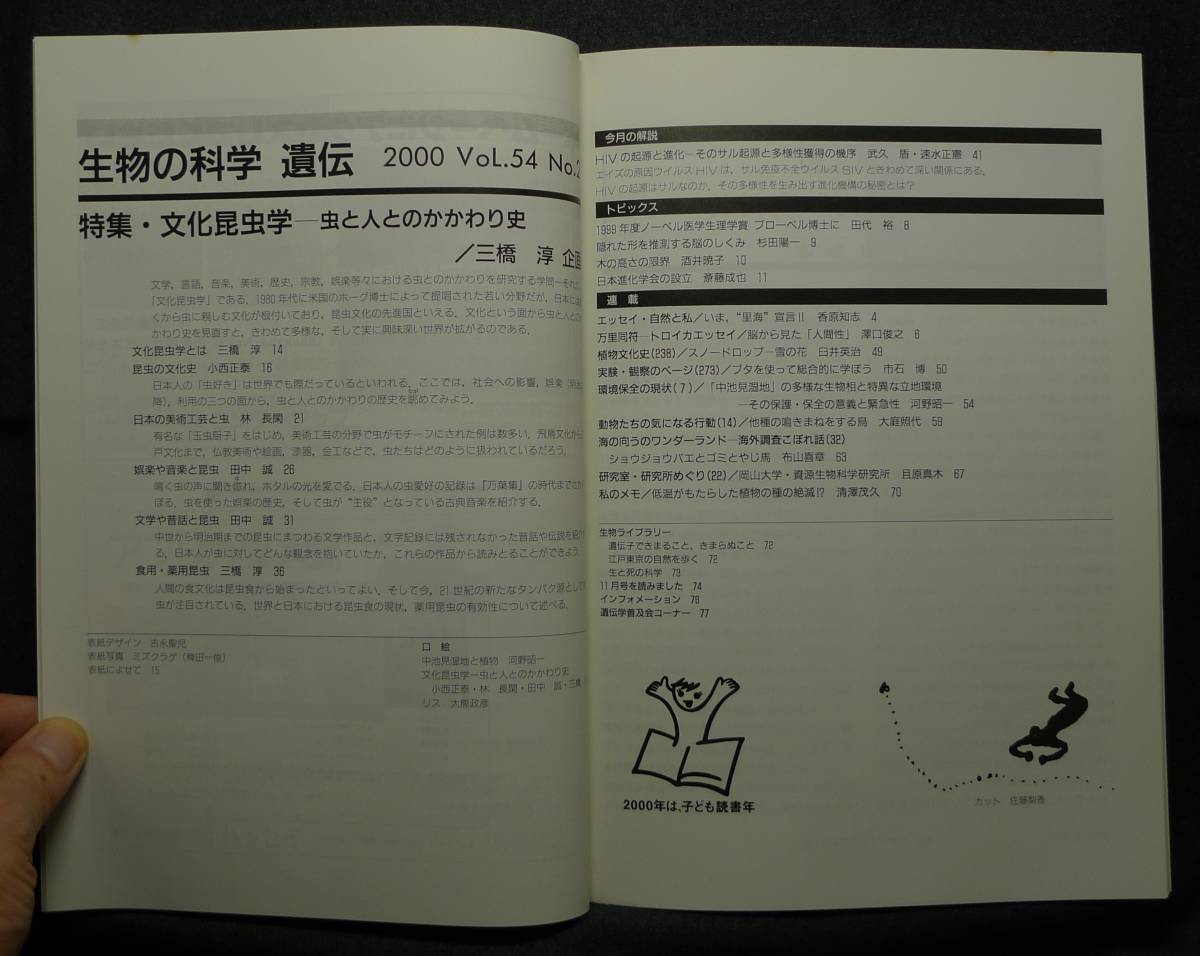 生物の科学 遺伝 2000 VOL.54 No.2
特集・文化昆虫学―虫と人とのかかわり史
／三橋 淳 企画
文学，言語，音楽，美術，歴史，宗教，娯楽等々における虫とのかかわりを研究する学問―それが
「文化昆虫学」である．1980年代に米国のホーグ博士によって提唱された若い分野だが，日本には
くから虫に親しむ文化が根付いており，昆虫文化の先進国といえる．文化という面から虫と人との
かわり史を見直すと，きわめて多様な，そして実に興味深い世界が拡がるのである．
文化昆虫学とは 三橋 淳 14
昆虫の文化史 小西正泰 16
日本人の「虫好き」は世界でも際だっているといわれる．ここでは，社会への影響，娯楽
降），利用の三つの面から，虫と人とのかかわりの歴史を眺めてみよう．
日本の美術工芸と虫 林 長閑 21
有名な「玉虫厨子」をはじめ，美術工芸の分野で虫がモチーフにされた例は数多い．飛鳥文化から
戸文化まで，仏教美術や絵画，漆器，金工などで，虫たちはどのように扱われているだろう．
娯楽や音楽と昆虫 田中 誠 26
鳴く虫の声に聞き惚れ，ホタルの光を愛でる．日本人の虫愛好の記録は『万葉集』の時代までさか
ぼる．虫を使った娯楽の歴史，そして虫が“主役”となっている古典音楽を紹介する．
文学や昔話と昆虫 田中 誠 31
中世から明治期までの昆虫にまつわる文学作品と，文字記録には残されなかった昔話や伝説を紹介
る．日本人が虫に対してどんな観念を抱いていたか，これらの作品から読みとることができよう．
食用・薬用昆虫 三橋 淳 36
人間の食文化は昆虫食から始まったといってよい．そして今，21世紀の新たなタンパク源として
虫が注目されている．世界と日本における昆虫食の現状，薬用昆虫の有効性について述べる．
表紙デザイン 吉永聖児
表紙写真 ミズクラゲ（楚田一俊）
表紙によせて 15
口 絵
中池見湿地と植物 河野昭一
文化昆虫学―虫と人とのかかわり史
小西正泰・林 長閑・田中 誠・三橋
リス 大熊政彦
今月の解説
HIVの起源と進化―そのサル起源と多様性獲得の機序 武久 盾・速水正憲 41
エイズの原因ウイルスHIVは，サル免疫不全ウイルスSIVときわめて深い関係にある．
HIVの起源はサルなのか，その多様性を生み出す進化機構の秘密とは？
トピックス
1999年度ノーベル医学生理学賞 ブローベル博士に 田代 裕 8
隠れた形を推測する脳のしくみ 杉田陽一 9
木の高さの限界 酒井暁子 10
日本進化学会の設立 斎藤成也 11
連 載
エッセイ・自然と私／いま，“里海”宣言Ⅱ 香原知志 4
万里同符―トロイカエッセイ／脳から見た「人間性」 澤口俊之 6
植物文化史(238)／スノードロップ―雪の花 臼井英治 49
実験・観察のページ(273)／ブタを使って総合的に学ぼう 市石 博 50
環境保全の現状(7)／「中池見湿地」の多様な生物相と特異な立地環境
―その保護・保全の意義と緊急性 河野昭一 54
動物たちの気になる行動(14)／他種の鳴きまねをする鳥 大庭照代 59
海の向うのワンダーランド―海外調査こぼれ話(32)
ショウジョウバエとゴミとやじ馬 布山喜章 63
研究室・研究所めぐり(22)／岡山大学・資源生物科学研究所 且原真木 67
私のメモ／低温がもたらした植物の種の絶滅!? 清澤茂久 70
生物ライブラリー
遺伝子できまること、きまらぬこと 72
江戸東京の自然を歩く 72
生と死の科学 73
11月号を読みました 74
インフォメーション 76
遺伝学普及会コーナー 77
2000年は、子ども読書年
カット 佐藤梨香